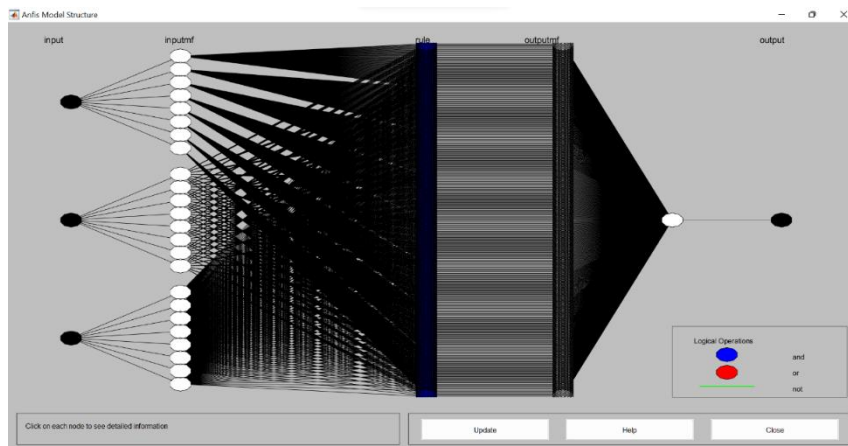 Anfis Model Structure
input inputmf rule outputmf output
Logical Operations
and
or
not
Click on each node to see detailed information
Update Help Close